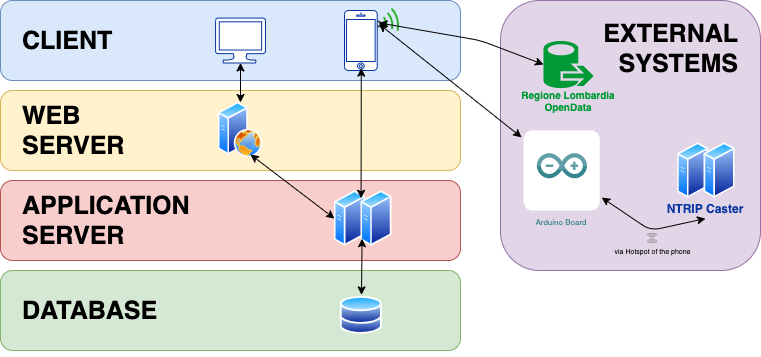 CLIENT
WEB
SERVER
APPLICATION
SERVER
DATABASE
EXTERNAL
SYSTEMS
Regione Lombardia
OpenData
Arduino Board
NTRIP Caster
via Hotspot of the phone